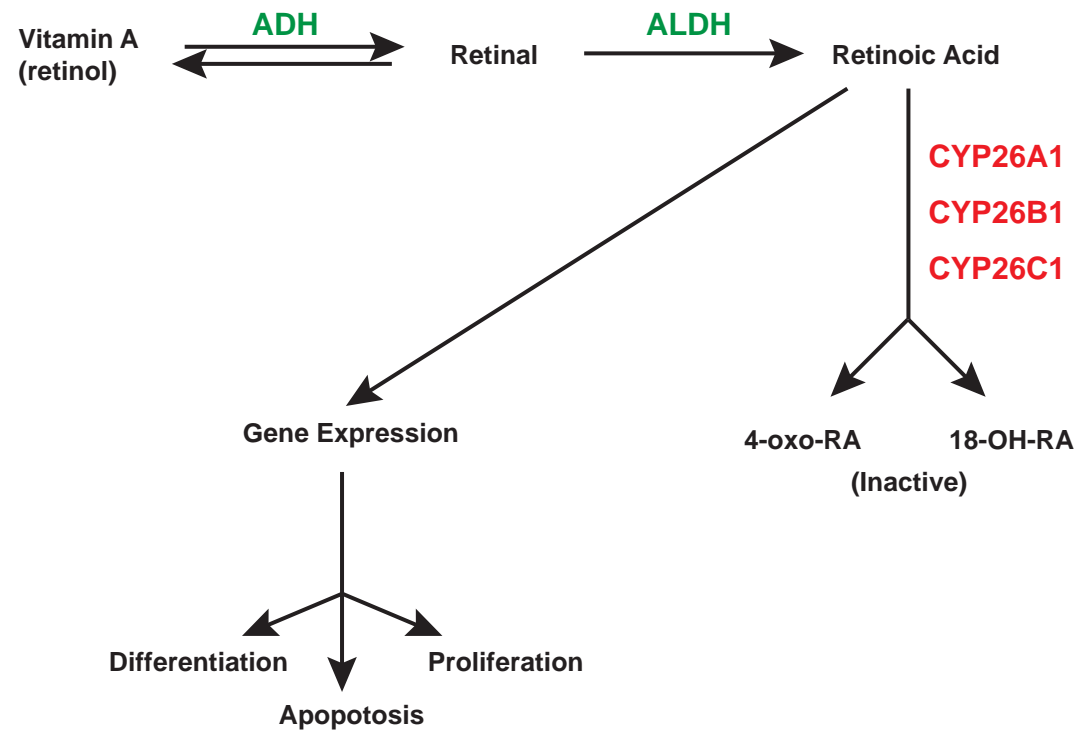 ADH
ALDH
Vitamin A
(retinol)
Retinal
Retinoic Acid
CYP26A1
CYP26B1
CYP26C1
Gene Expression
4-oxo-RA
18-OH-RA
(Inactive)
Differentiation
Proliferation
Apopotosis